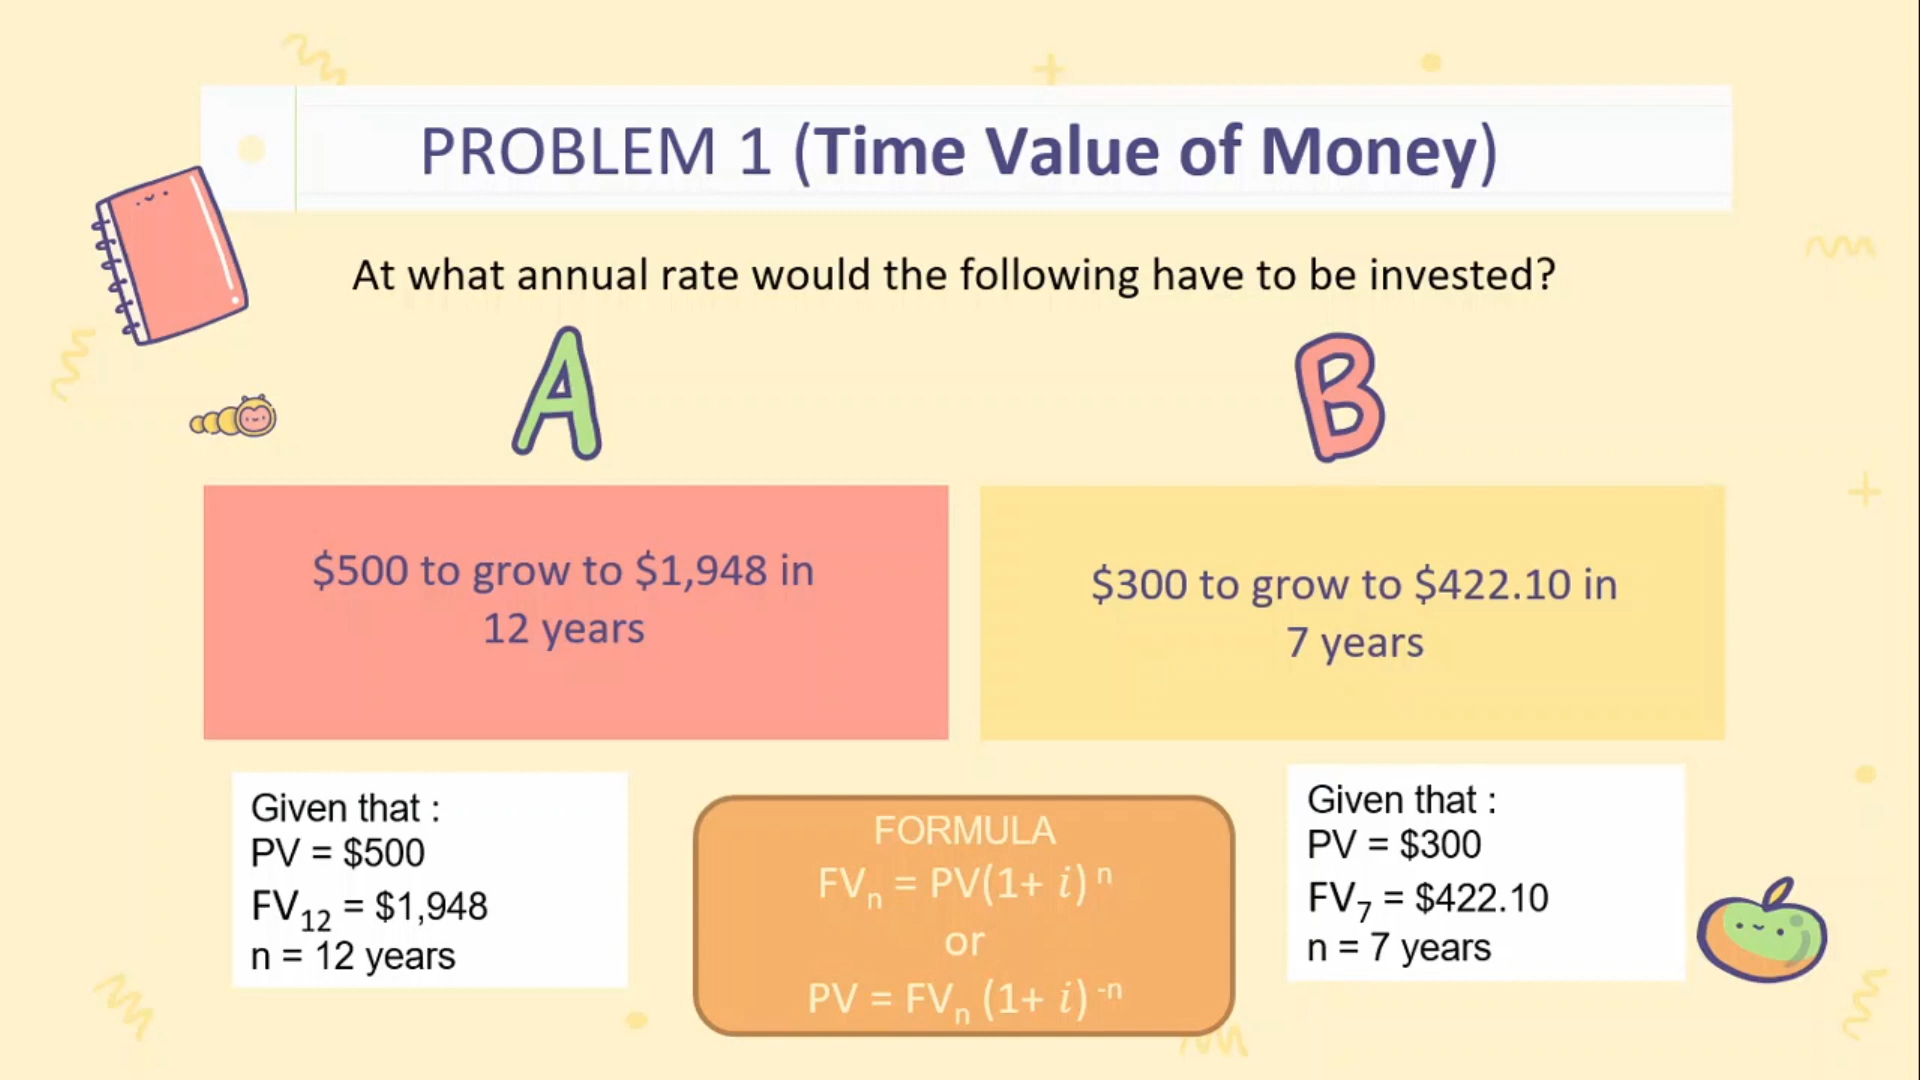 PROBLEM 1 (Time Value of Money)
At what annual rate would the following have to be invested?
A
B
$500 to grow to $1,948 in
12 years
$300 to grow to $422.10 in
7 years
Given that :
PV = $500
FV₁₂ = $1,948
n = 12 years
FORMULA
FVₙ = PV(1+ i) ⁿ
or
PV = FVₙ (1+ i) ⁻ⁿ
Given that :
PV = $300
FV₇ = $422.10
n = 7 years